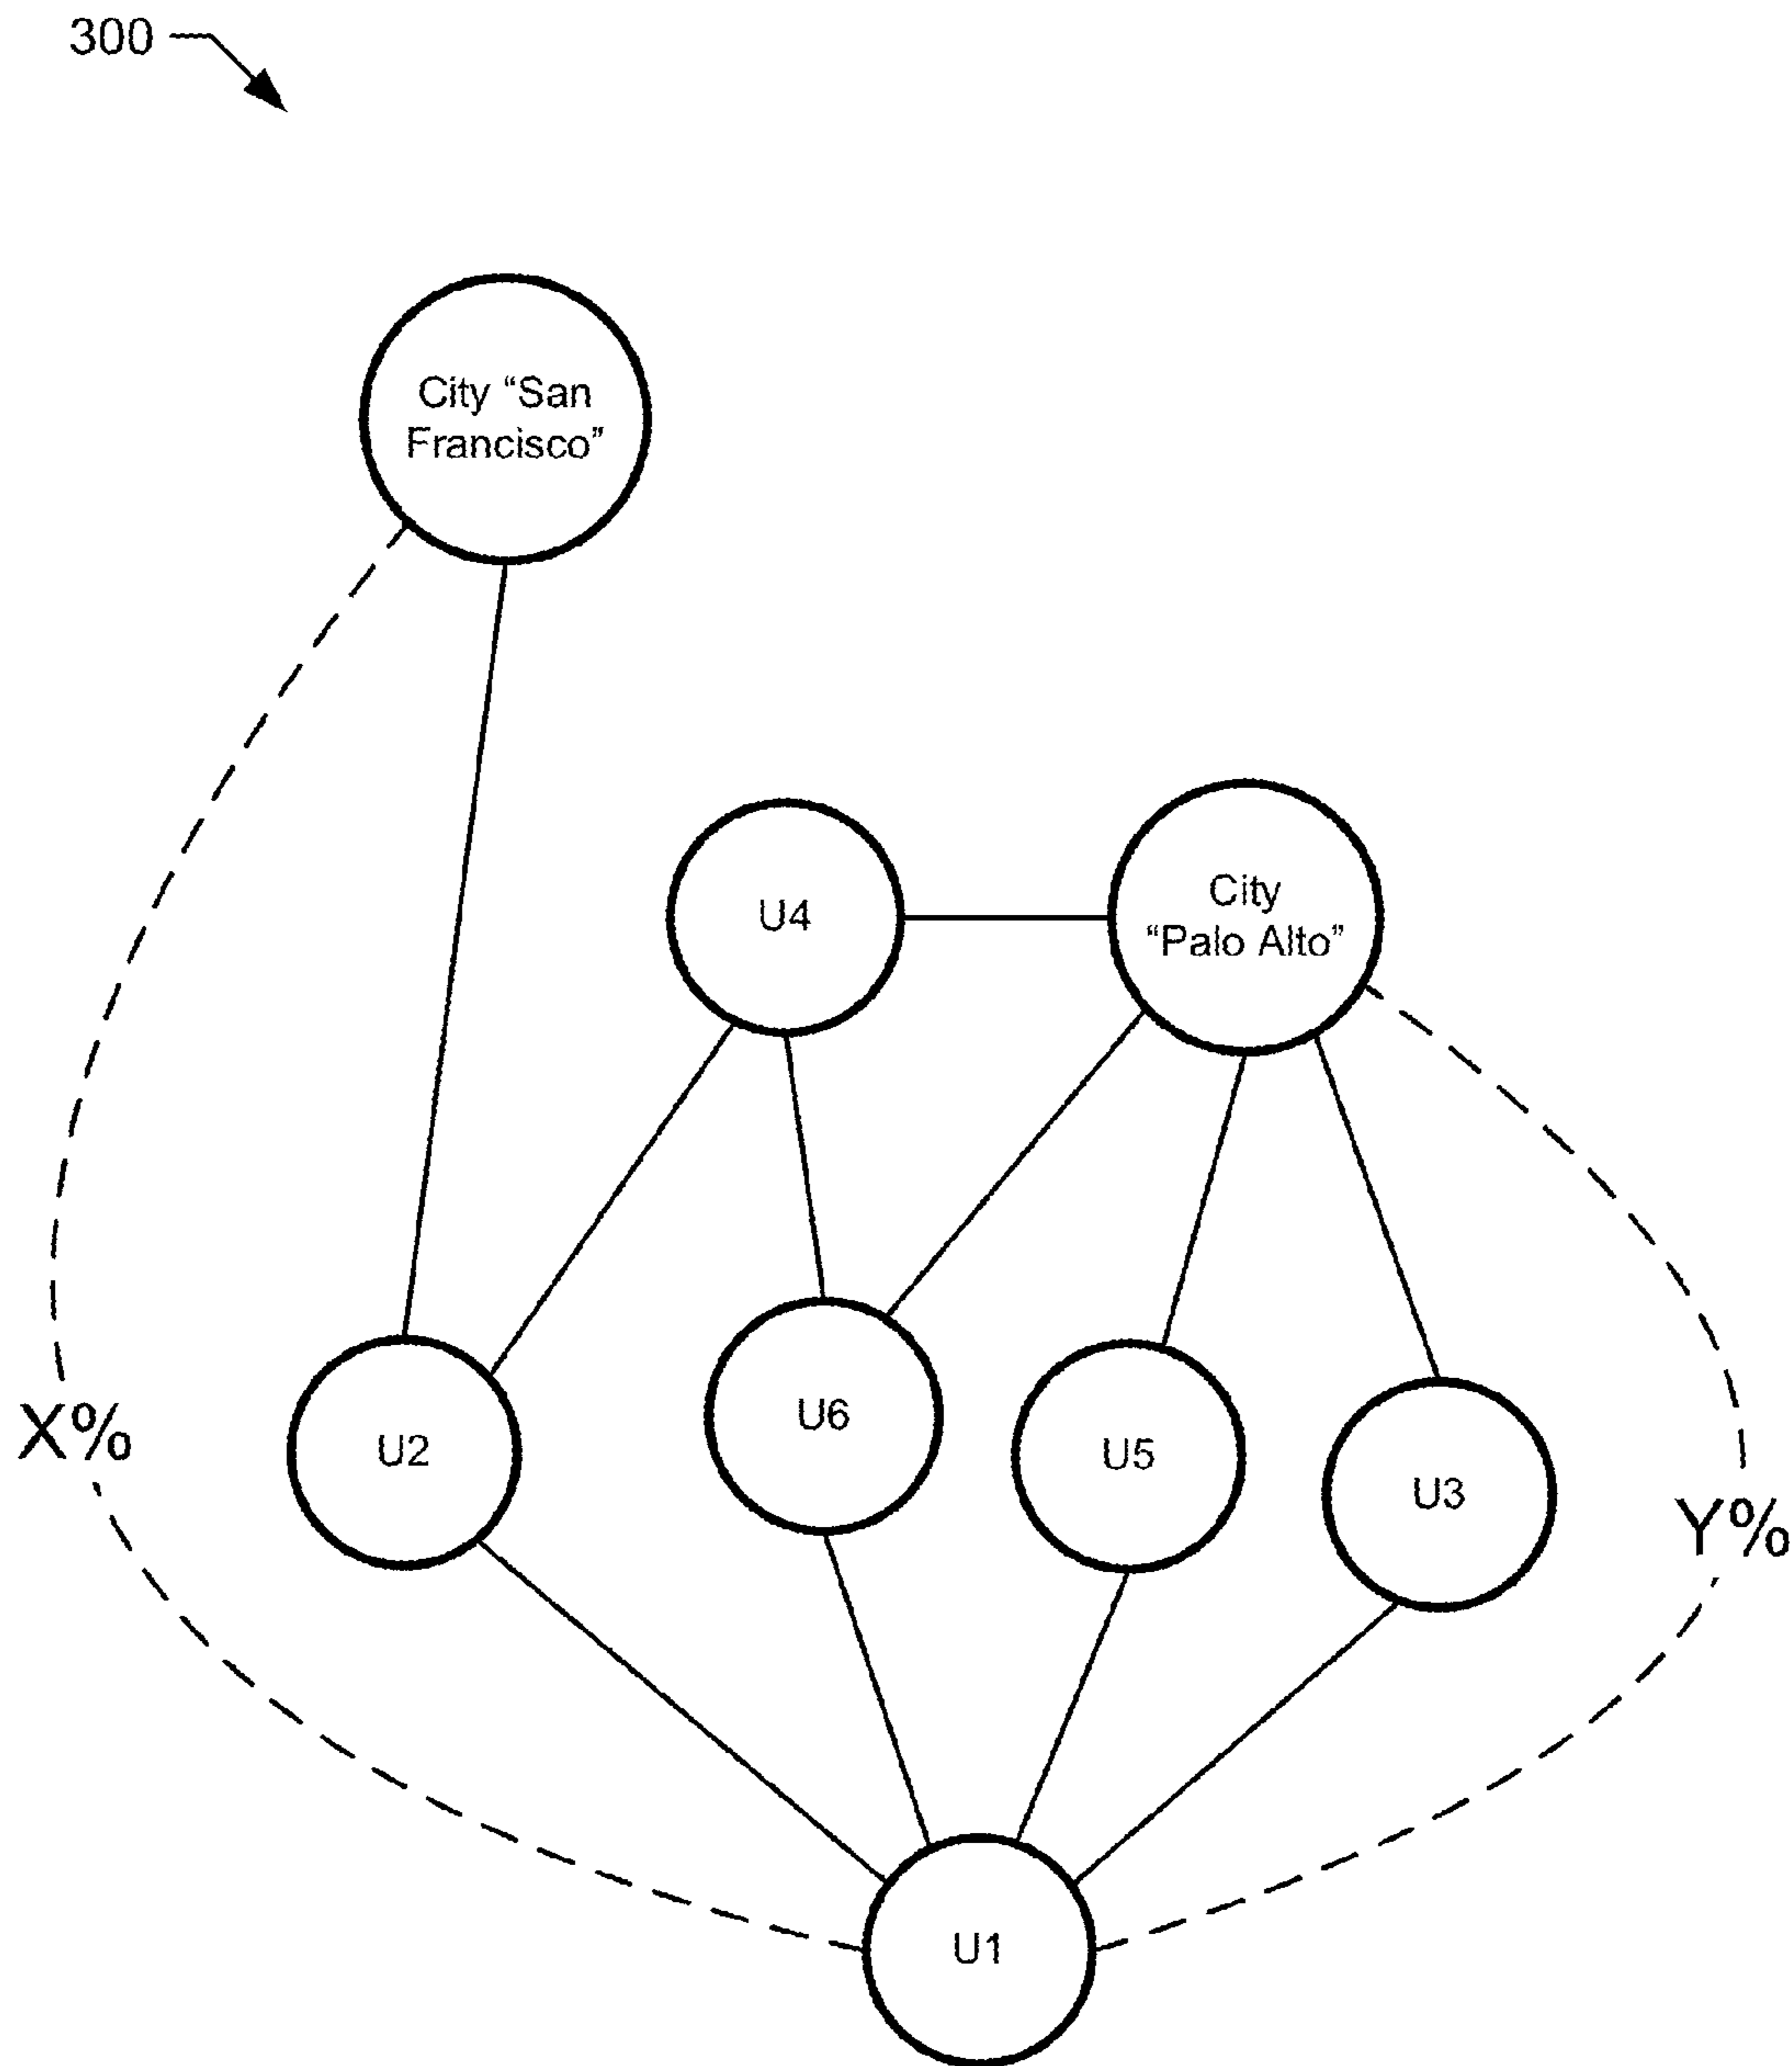 300
City “San
Francisco”
U4
City
“Palo Alto”
X%
U2
U6
U5
U3
Y%
U1